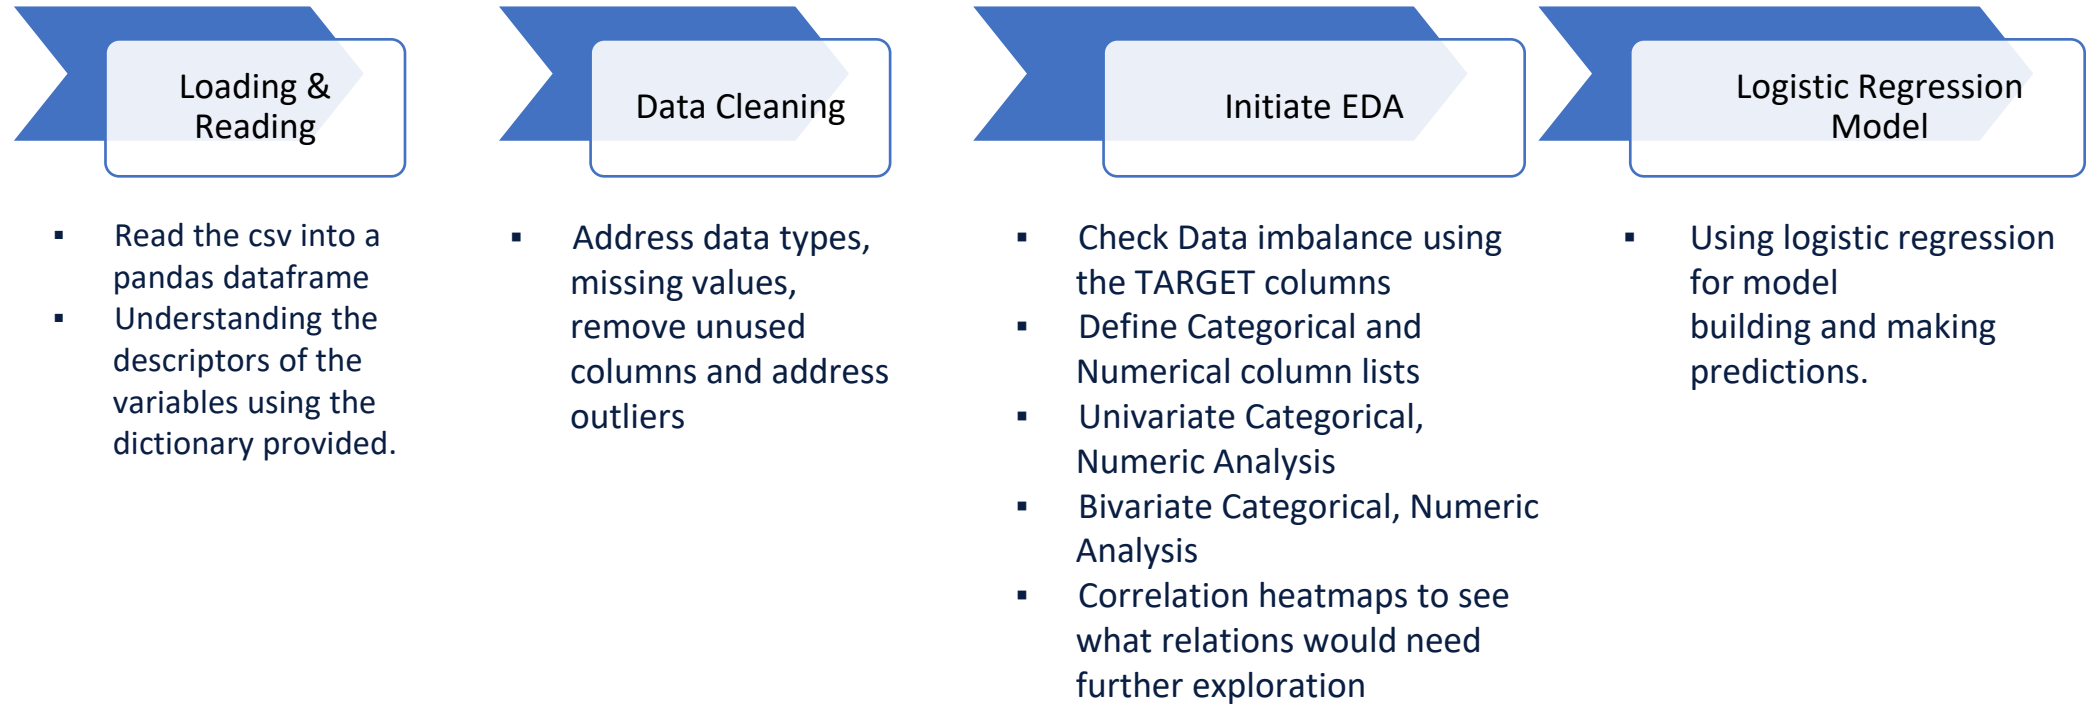 Loading &
Reading
▪ Read the csv into a
pandas dataframe
▪ Understanding the
descriptors of the
variables using the
dictionary provided.
Data Cleaning
▪ Address data types,
missing values,
remove unused
columns and address
outliers
Initiate EDA
▪ Check Data imbalance using
the TARGET columns
▪ Define Categorical and
Numerical column lists
▪ Univariate Categorical,
Numeric Analysis
▪ Bivariate Categorical, Numeric
Analysis
▪ Correlation heatmaps to see
what relations would need
further exploration
Logistic Regression
Model
▪ Using logistic regression
for model
building and making
predictions.